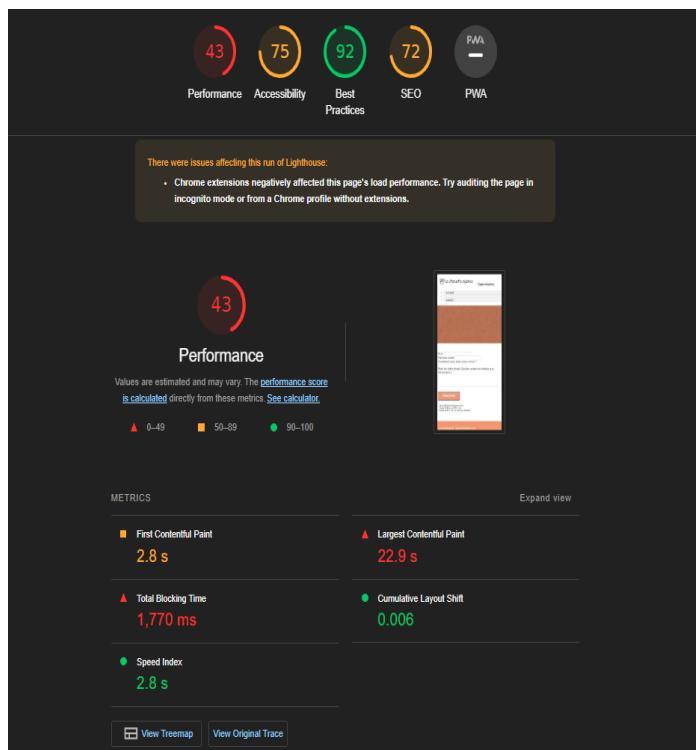 43
75
92
72
PWA
Performance
Accessibility
Best
Practices
SEO
PWA
There were issues affecting this run of Lighthouse:
• Chrome extensions negatively affected this page's load performance. Try auditing the page in
incognito mode or from a Chrome profile without extensions.
43
Performance
Values are estimated and may vary. The performance score
is calculated directly from these metrics. See calculator.
0–49
50–89
90–100
METRICS
Expand view
First Contentful Paint
2.8 s
Largest Contentful Paint
22.9 s
Total Blocking Time
1,770 ms
Cumulative Layout Shift
0.006
Speed Index
2.8 s
View Treemap
View Original Trace